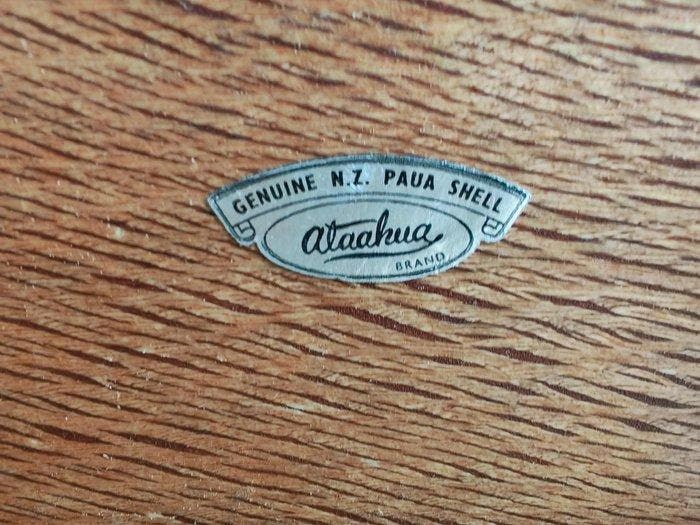 GENUINE N.Z. PAUA SHELL
ataahua
BRAND